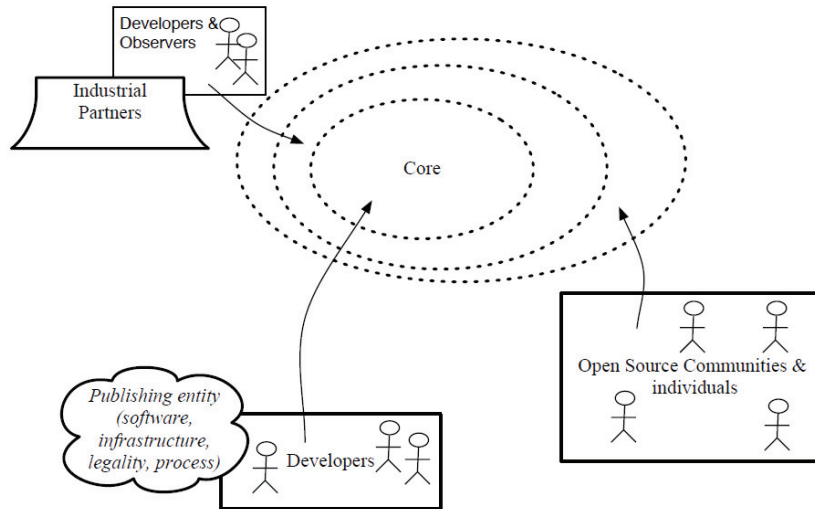 Developers &
Observers
Industrial
Partners
Core
Open Source Communities &
individuals
Publishing entity
(software,
infrastructure,
legality, process)
Developers